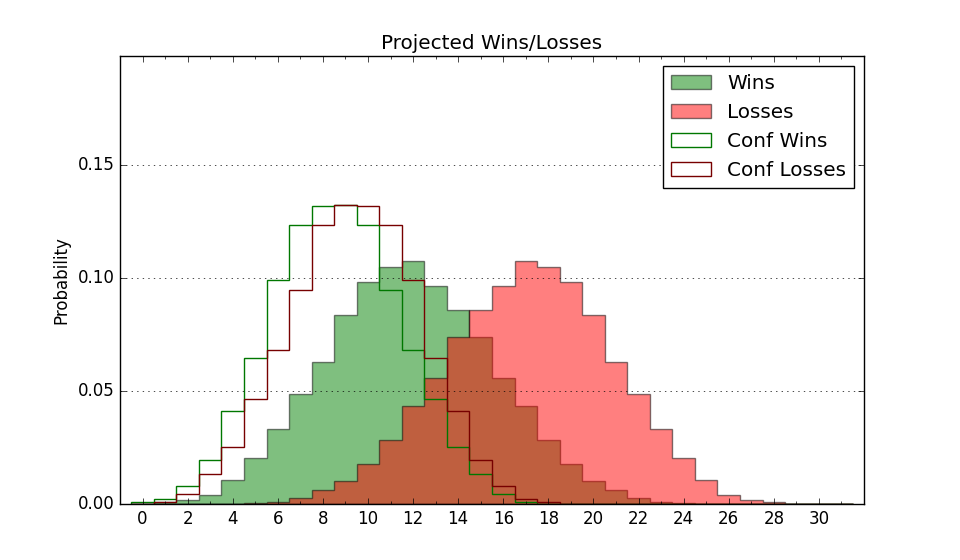 Projected Wins/Losses
Wins
Losses
Conf Wins
Conf Losses
Probability
0.15
0.10
0.05
0.00
0 2 4 6 8 10 12 14 16 18 20 22 24 26 28 30